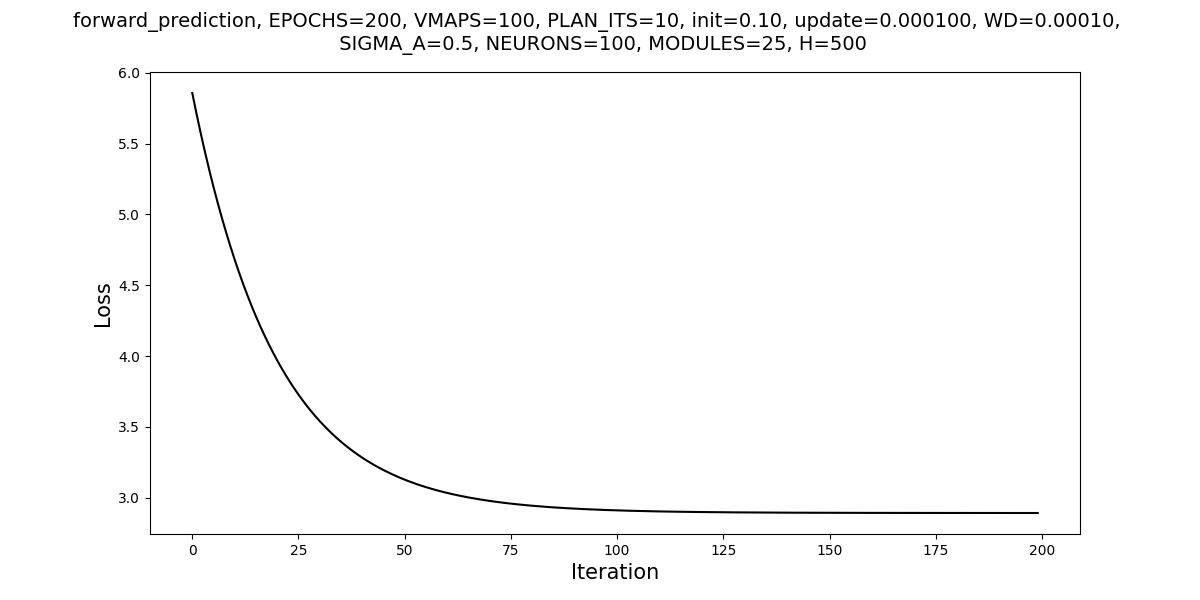 forward_prediction, EPOCHS=200, VMAPS=100, PLAN_ITS=10, init=0.10, update=0.000100, WD=0.00010,
SIGMA_A=0.5, NEURONS=100, MODULES=25, H=500
6.0
5.5
5.0
4.5
4.0
3.5
3.0
Loss
0 25 50 75 100 125 150 175 200
Iteration